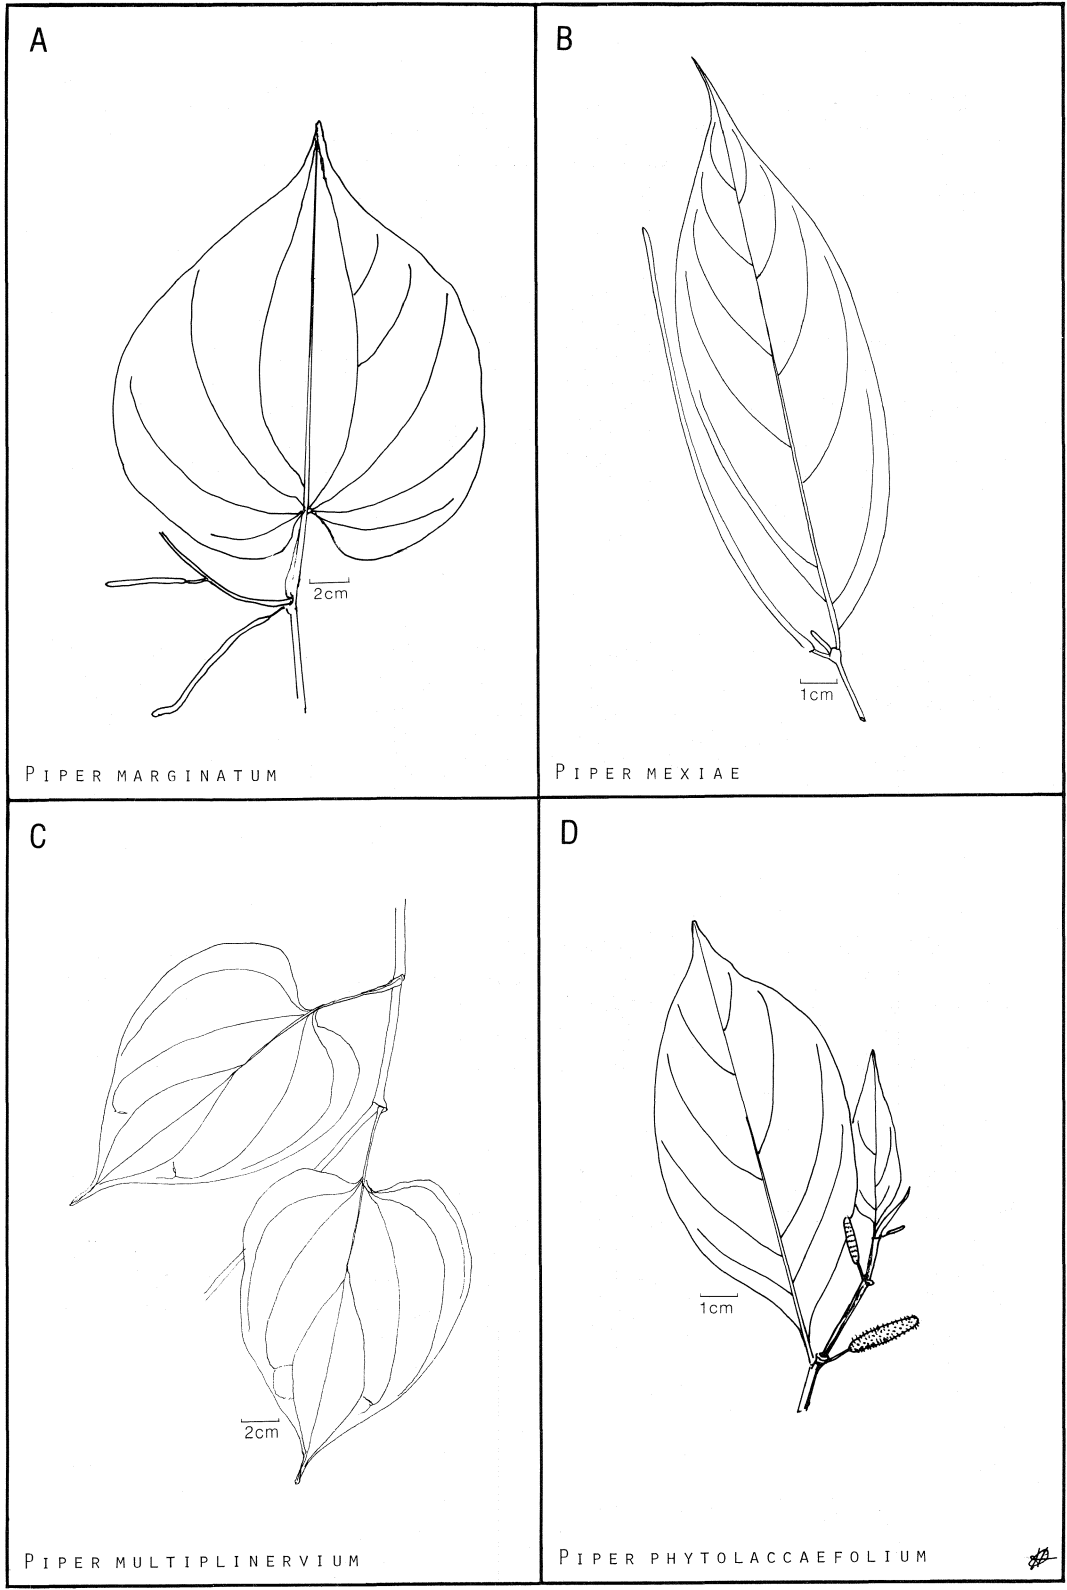 A
2cm
PIPER MARGINATUM
B
1cm
PIPER MEXIAE
C
2cm
PIPER MULTIPLINERVIUM
D
1cm
PIPER PHYTOLACCAEFOLIUM